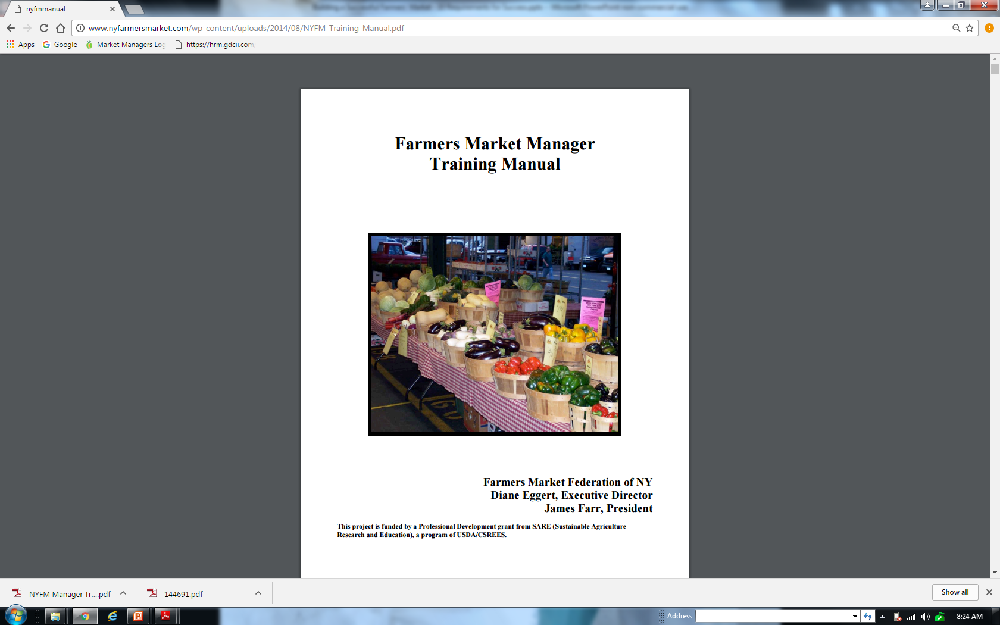 nyfmmanual
www.nyfarmersmarket.com/wp-content/uploads/2014/08/NYFM_Training_Manual.pdf
Apps Google Market Managers Log https://hrm.gdcii.com
Farmers Market Manager
Training Manual
Farmers Market Federation of NY
Diane Eggert, Executive Director
James Farr, President
This project is funded by a Professional Development grant from SARE (Sustainable Agriculture
Research and Education), a program of USDA/CSREES.
NYFM Manager Tr....pdf 144691.pdf Show all
Address 8:24 AM